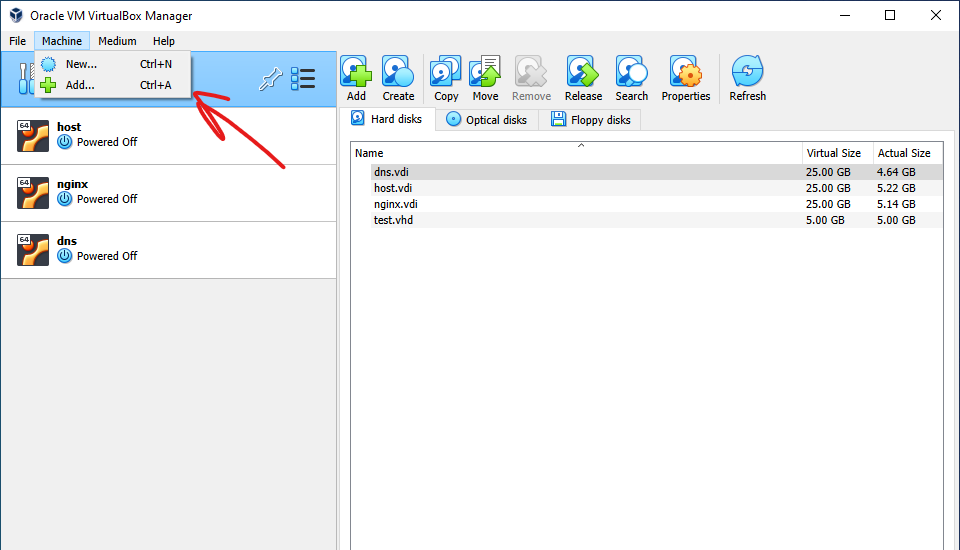 Oracle VM VirtualBox Manager
File Machine Medium Help
New... Ctrl+N
Add... Ctrl+A
Add Create Copy Move Remove Release Search Properties Refresh
64 host
Powered Off
64 nginx
Powered Off
64 dns
Powered Off
Hard disks Optical disks Floppy disks
Name Virtual Size Actual Size
dns.vdi 25.00 GB 4.64 GB
host.vdi 25.00 GB 5.22 GB
nginx.vdi 25.00 GB 5.14 GB
test.vhd 5.00 GB 5.00 GB